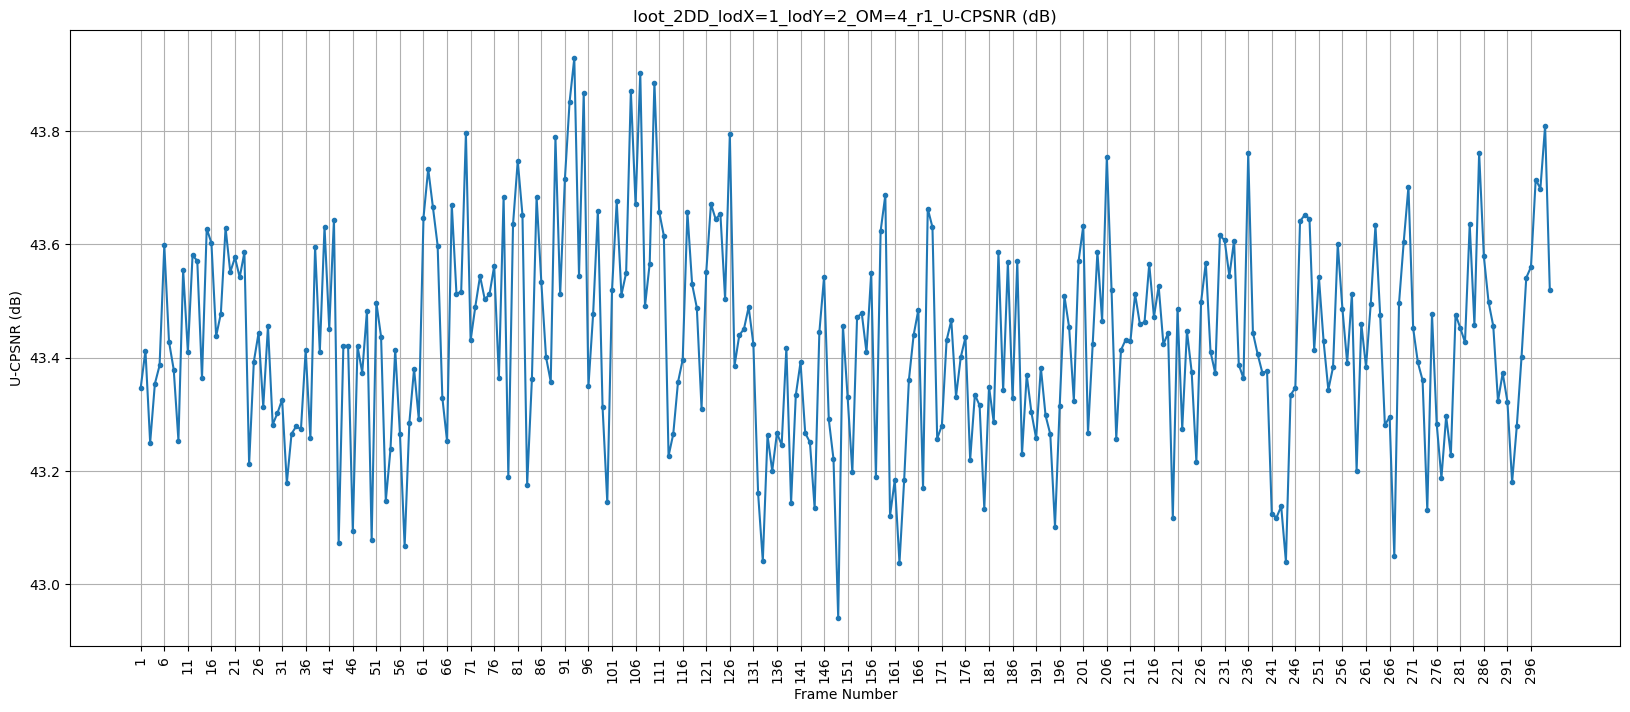 loot_2DD_lodX=1_lodY=2_OM=4_r1_U-CPSNR (dB)
U-CPSNR (dB)
43.8
43.6
43.4
43.2
43.0
1 6 11 16 21 26 31 36 41 46 51 56 61 66 71 76 81 86 91 96 101 106 111 116 121 126 131 136 141 146 151 156 161 166 171 176 181 186 191 196 201 206 211 216 221 226 231 236 241 246 251 256 261 266 271 276 281 286 291 296
Frame Number